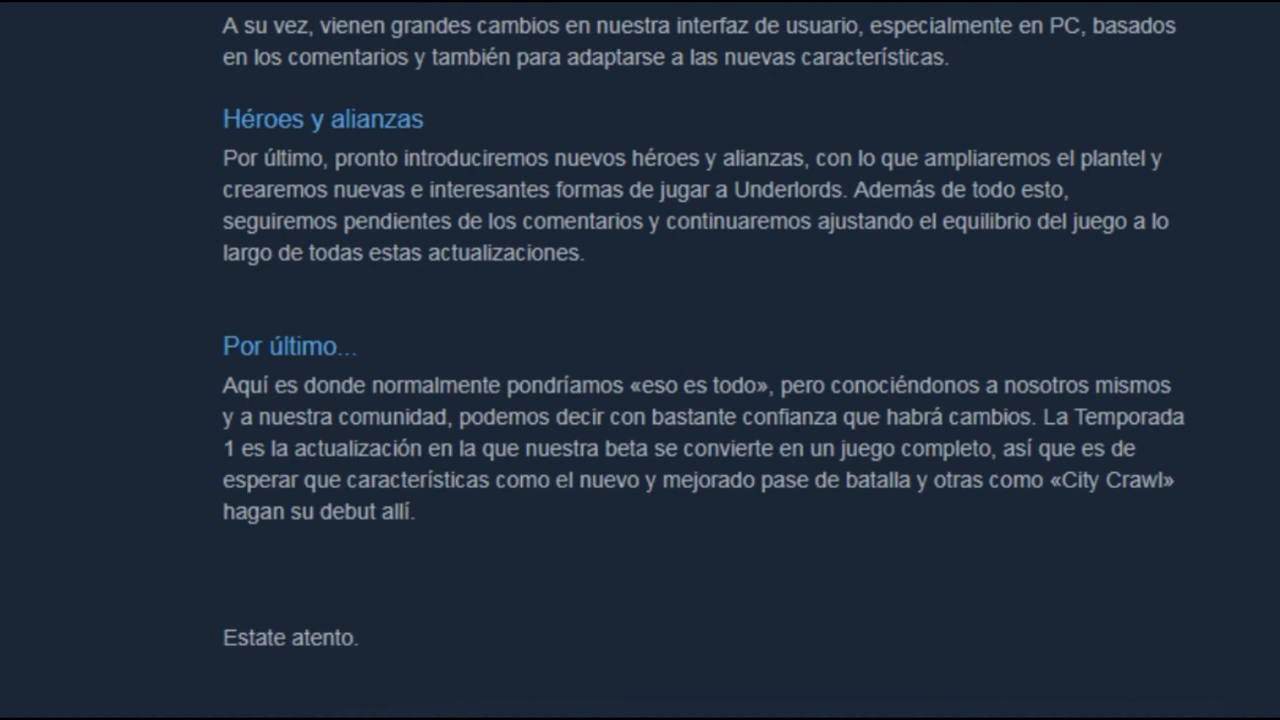 A su vez, vienen grandes cambios en nuestra interfaz de usuario, especialmente en PC, basados
en los comentarios y también para adaptarse a las nuevas características.
Héroes y alianzas
Por último, pronto introduciremos nuevos héroes y alianzas, con lo que ampliaremos el plantel y
crearemos nuevas e interesantes formas de jugar a Underlords. Además de todo esto,
seguiremos pendientes de los comentarios y continuaremos ajustando el equilibrio del juego a lo
largo de todas estas actualizaciones.
Por último...
Aquí es donde normalmente pondríamos «eso es todo», pero conociéndonos a nosotros mismos
y a nuestra comunidad, podemos decir con bastante confianza que habrá cambios. La Temporada
1 es la actualización en la que nuestra beta se convierte en un juego completo, así que es de
esperar que características como el nuevo y mejorado pase de batalla y otras como «City Crawl»
hagan su debut allí.
Estate atento.